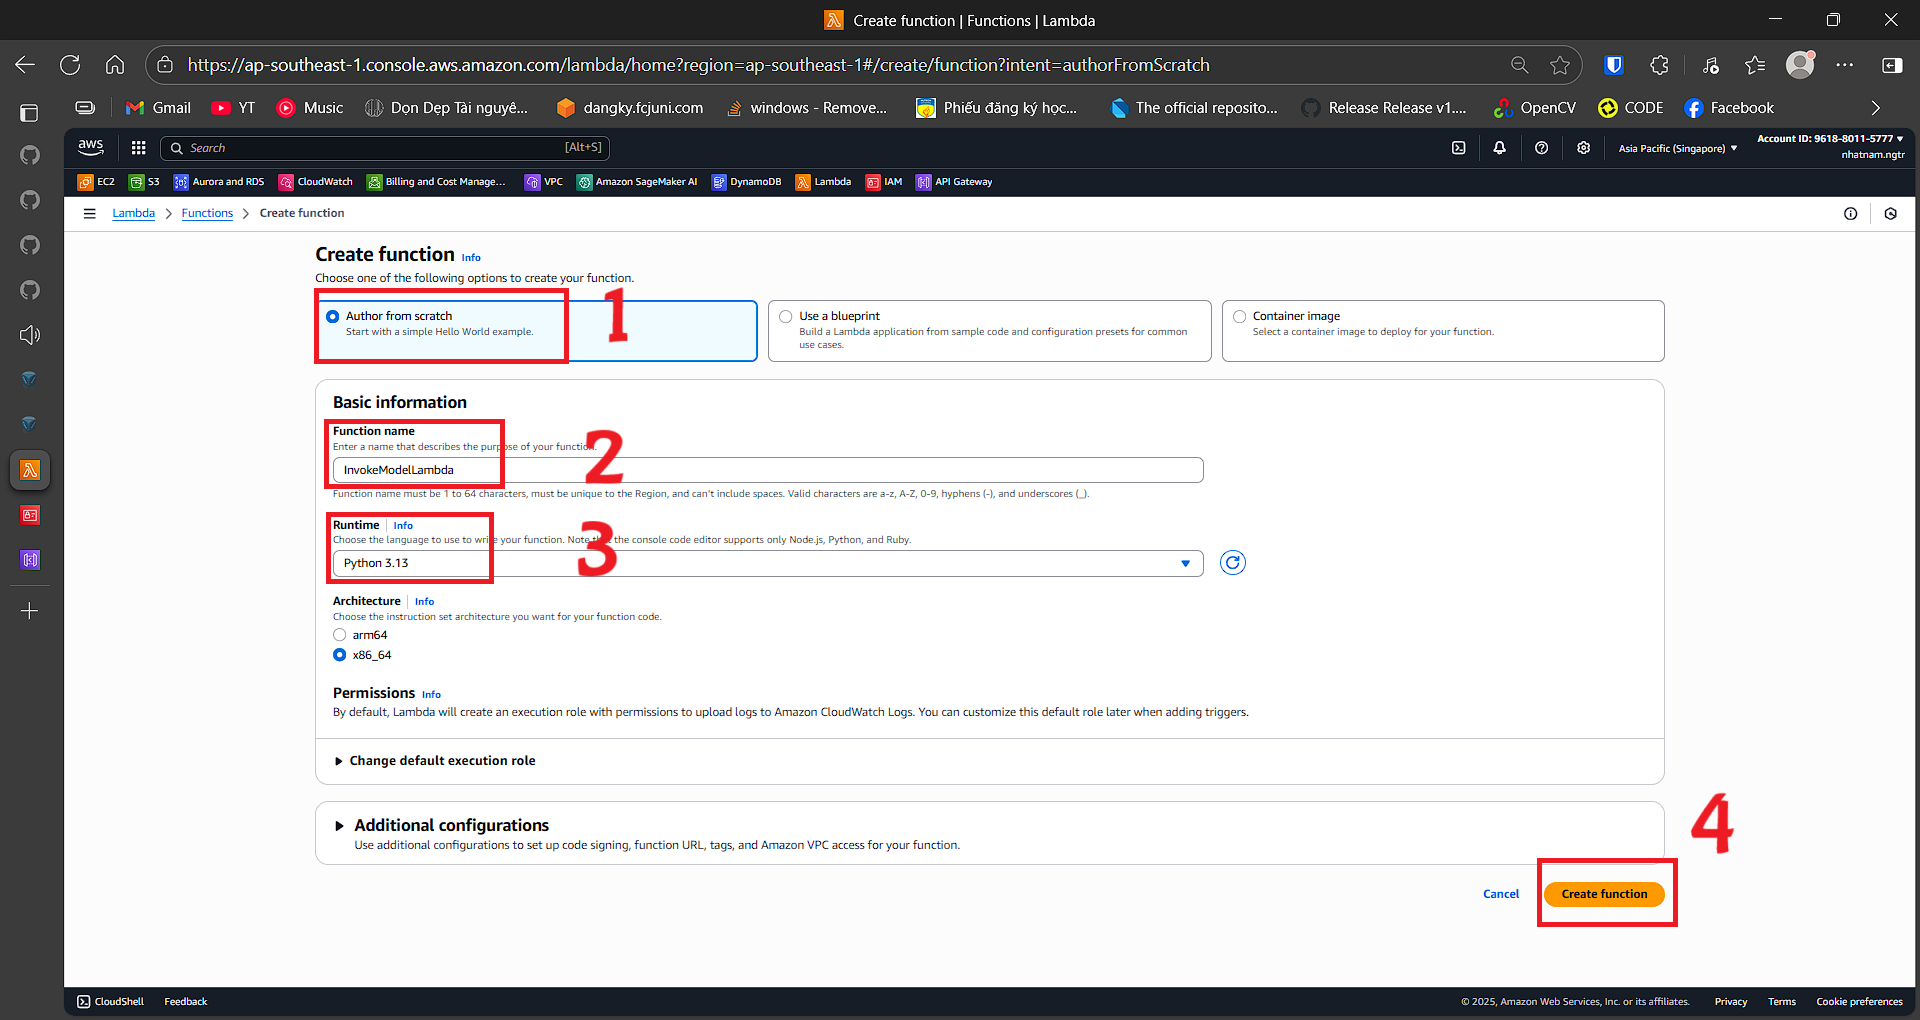 Create function | Functions | Lambda
https://ap-southeast-1.console.aws.amazon.com/lambda/home?region=ap-southeast-1#/create/function?intent=authorFromScratch
Gmail YT Music Dọn Dẹp Tài nguyê... dangky.fcjuni.com windows - Remove... Phiếu đăng ký học... The official reposito... Release Release v1.... OpenCV CODE Facebook
aws Search [Alt+S] Asia Pacific (Singapore) Account ID: 9618-8011-5777
nhatnam.ngtr
EC2 S3 Aurora and RDS CloudWatch Billing and Cost Manage... VPC Amazon SageMaker AI DynamoDB Lambda IAM API Gateway
Lambda Functions Create function
Create function Info
Choose one of the following options to create your function.
Author from scratch
Start with a simple Hello World example.
1
Use a blueprint
Build a Lambda application from sample code and configuration presets for common
use cases.
Container image
Select a container image to deploy for your function.
Basic information
Function name
Enter a name that describes the purpose of your function.
InvokeModelLambda
2
Function name must be 1 to 64 characters, must be unique to the Region, and can't include spaces. Valid characters are a-z, A-Z, 0-9, hyphens (-), and underscores (_).
Runtime Info
Choose the language to use to write your function. Note that the console code editor supports only Node.js, Python, and Ruby.
Python 3.13
3
Architecture Info
Choose the instruction set architecture you want for your function code.
arm64
x86_64
Permissions Info
By default, Lambda will create an execution role with permissions to upload logs to Amazon CloudWatch Logs. You can customize this default role later when adding triggers.
Change default execution role
Additional configurations
Use additional configurations to set up code signing, function URL, tags, and Amazon VPC access for your function.
4
Cancel Create function
CloudShell Feedback © 2025, Amazon Web Services, Inc. or its affiliates. Privacy Terms Cookie preferences